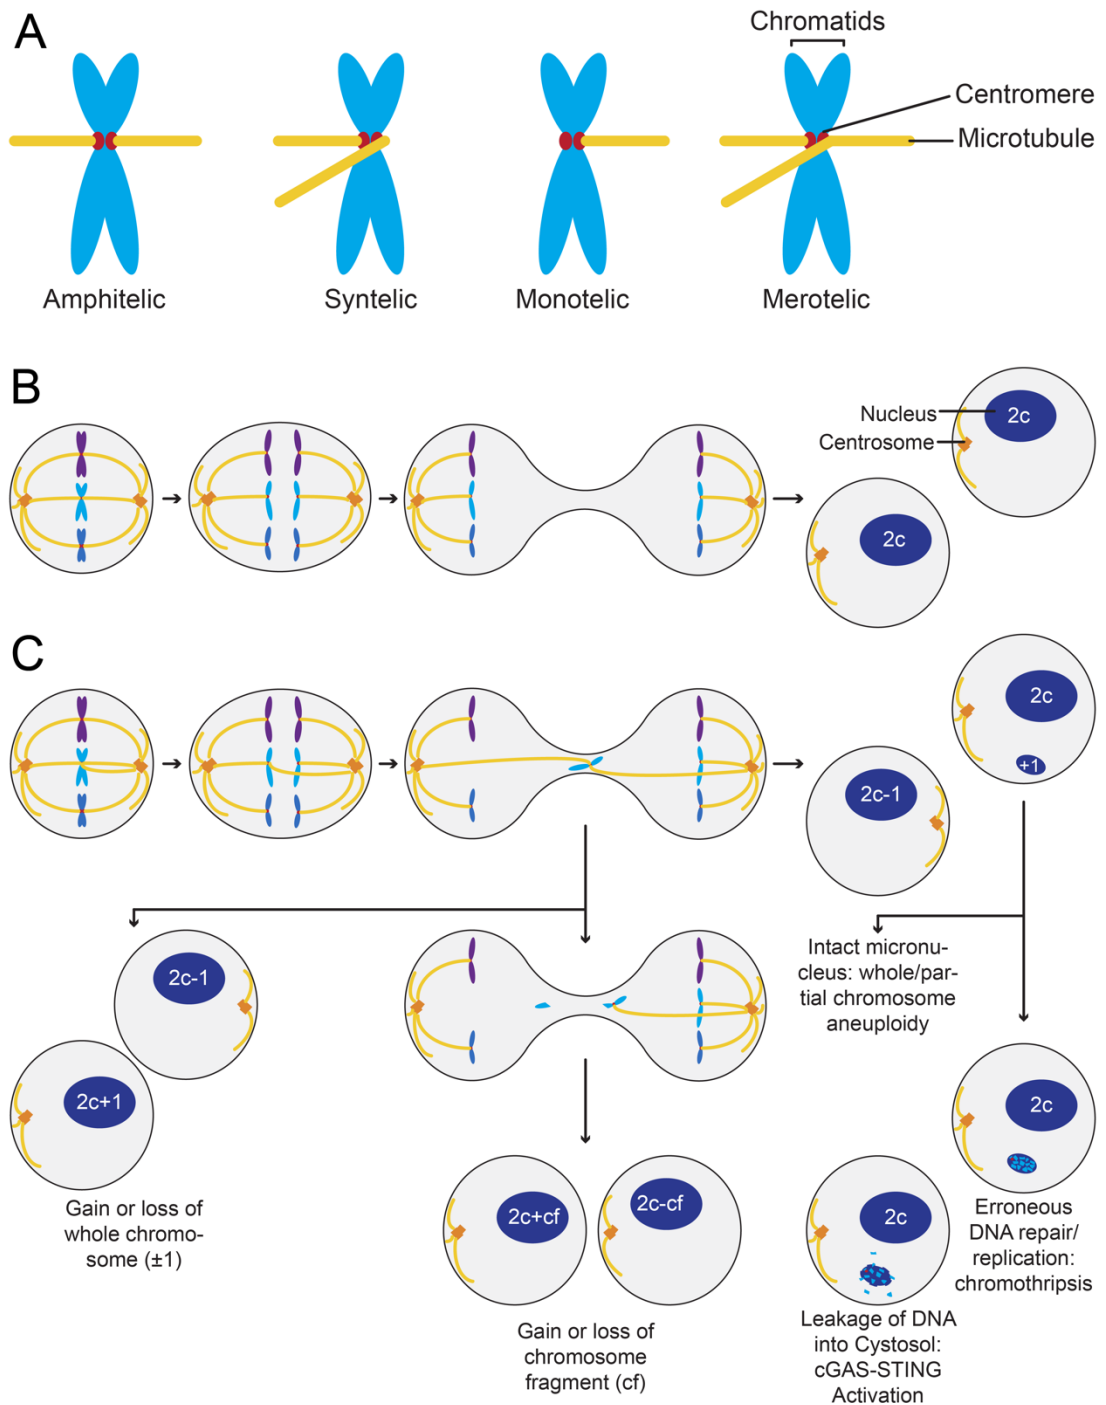 A
Chromatids
Centromere
Microtubule
Amphitelic
Syntelic
Monotelic
Merotelic
B
Nucleus
Centrosome
2c
2c
C
2c
+1
2c-1
2c-1
2c+1
Gain or loss of
whole chromo-
some (±1)
Intact micronu-
cleus: whole/par-
tial chromosome
aneuploidy
2c
Erroneous
DNA repair/
replication:
chromothripsis
2c+cf
2c-cf
Gain or loss of
chromosome
fragment (cf)
2c
Leakage of DNA
into Cystosol:
cGAS-STING
Activation